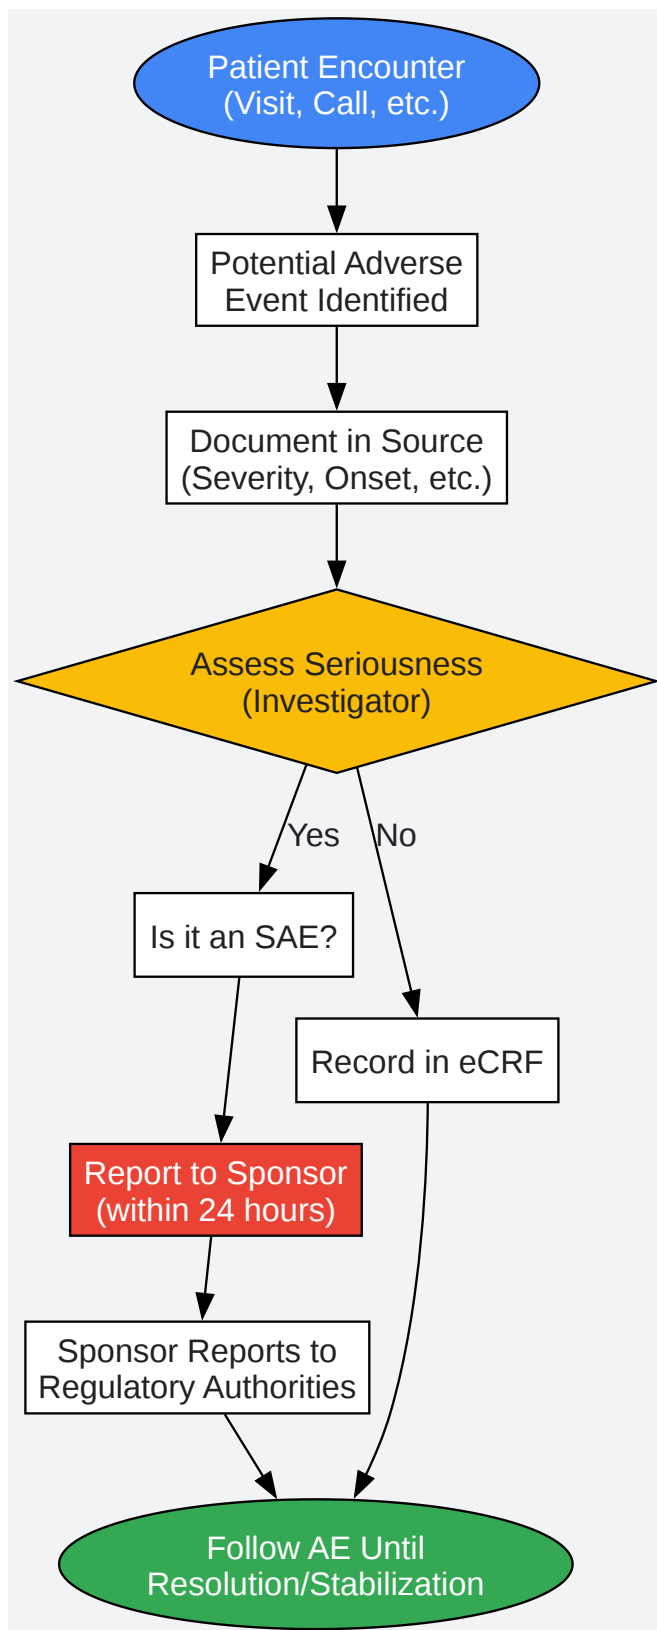 Patient Encounter
(Visit, Call, etc.)
Potential Adverse
Event Identified
Document in Source
(Severity, Onset, etc.)
Assess Seriousness
(Investigator)
Yes
No
Is it an SAE?
Record in eCRF
Report to Sponsor
(within 24 hours)
Sponsor Reports to
Regulatory Authorities
Follow AE Until
Resolution/Stabilization